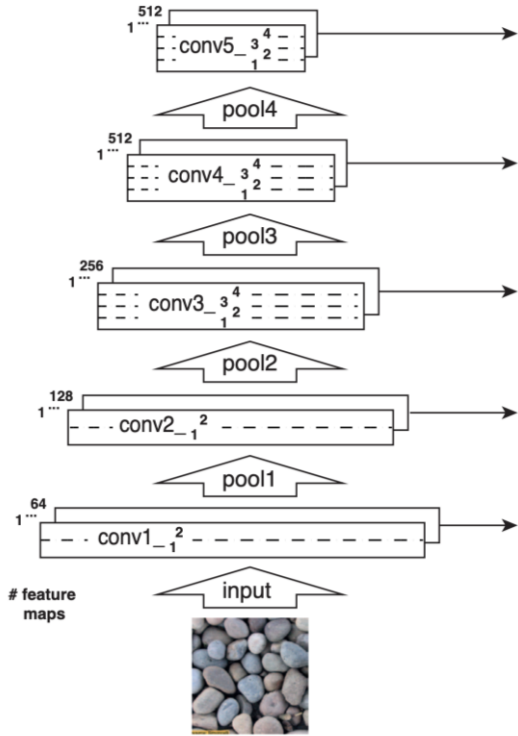 1...512
conv5_ 1 2 3 4
pool4
1...512
conv4_ 1 2 3 4
pool3
1...256
conv3_ 1 2 3 4
pool2
1...128
conv2_ 1 2
pool1
1...64
conv1_ 1 2
# feature
maps
input